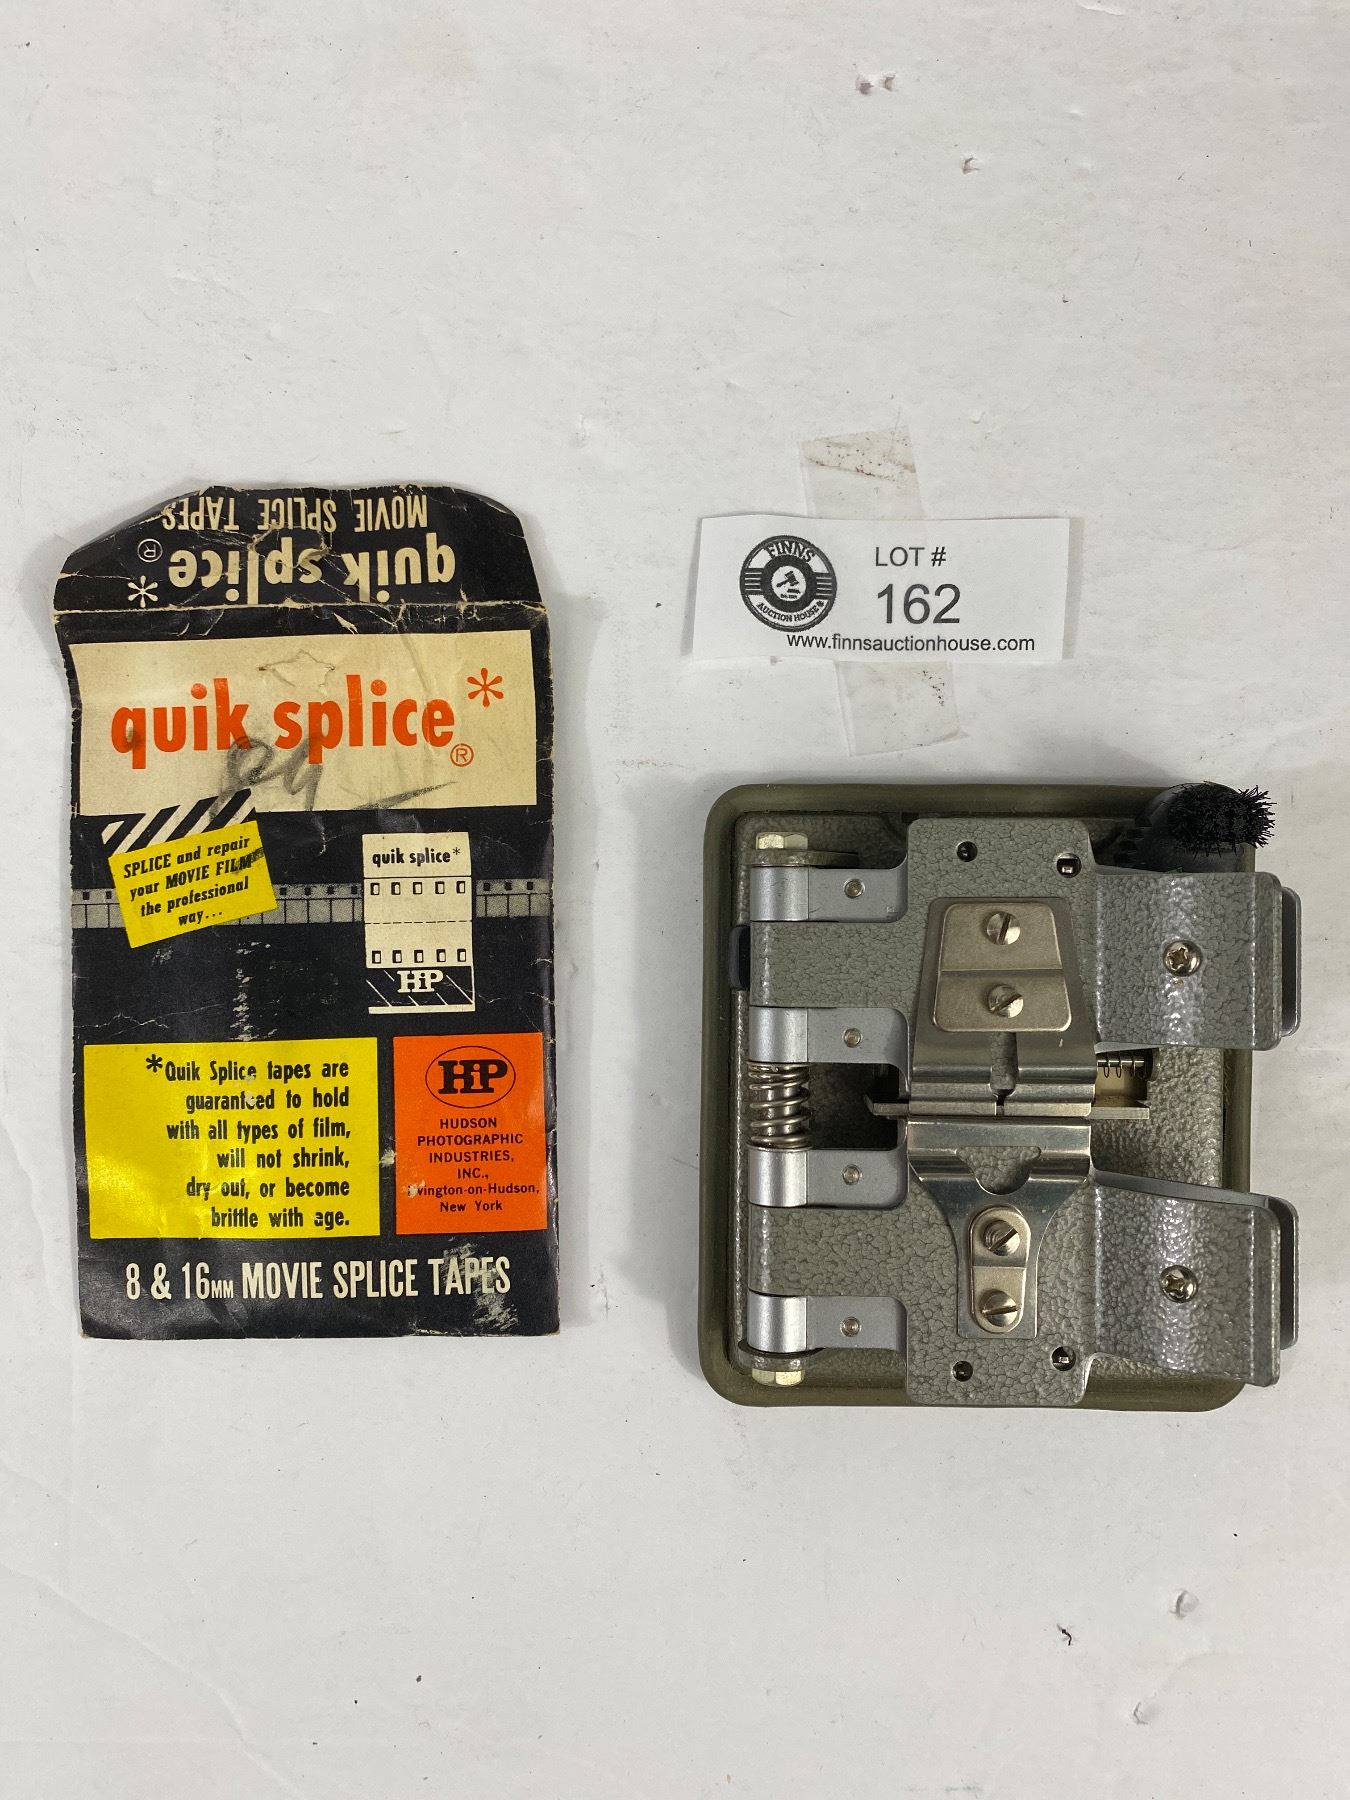 MOVIE SPLICE TAPES
quik splice*
®
quik splice*
®
89
SPLICE and repair
your MOVIE FILM
the professional
way...
quik splice*
HP
*Quik Splice tapes are
guaranteed to hold
with all types of film,
will not shrink,
dry out, or become
brittle with age.
HP
HUDSON
PHOTOGRAPHIC
INDUSTRIES,
INC.,
Irvington-on-Hudson,
New York
8 & 16MM MOVIE SPLICE TAPES
FINNS
AUCTION HOUSE
LOT #
162
www.finnsauctionhouse.com